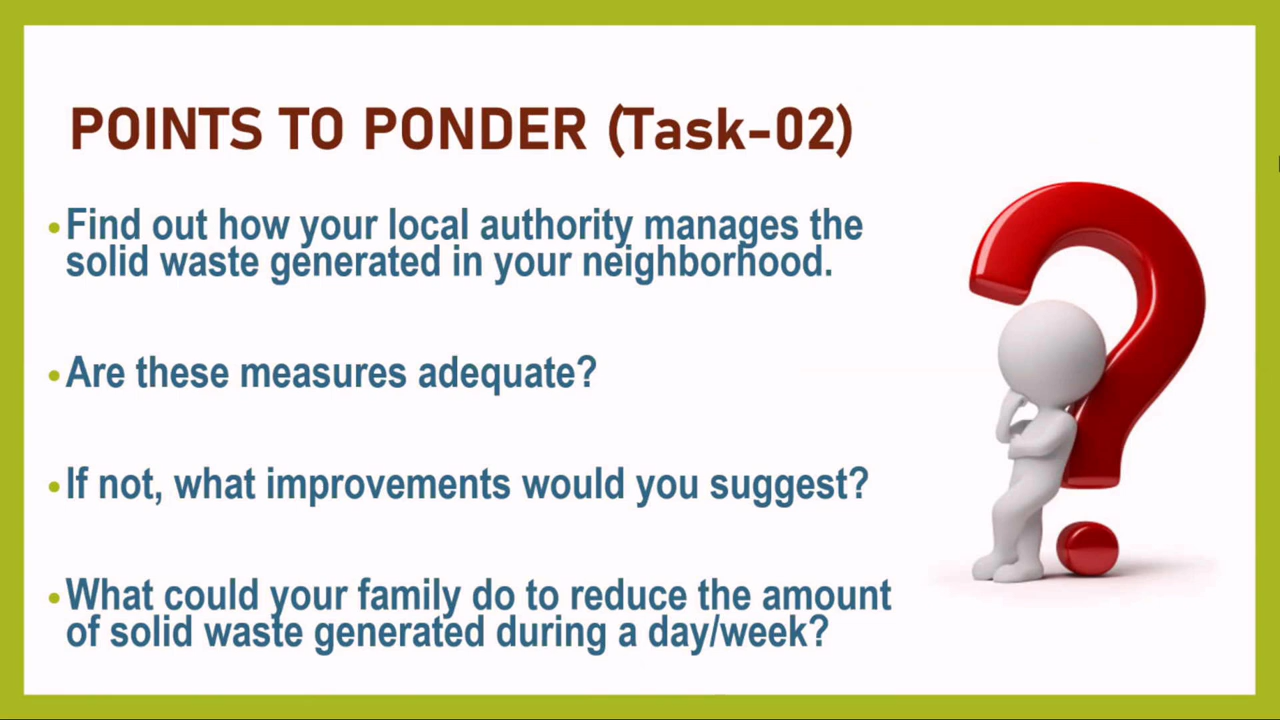 POINTS TO PONDER (Task-02)
•Find out how your local authority manages the
solid waste generated in your neighborhood.
•Are these measures adequate?
•If not, what improvements would you suggest?
•What could your family do to reduce the amount
of solid waste generated during a day/week?